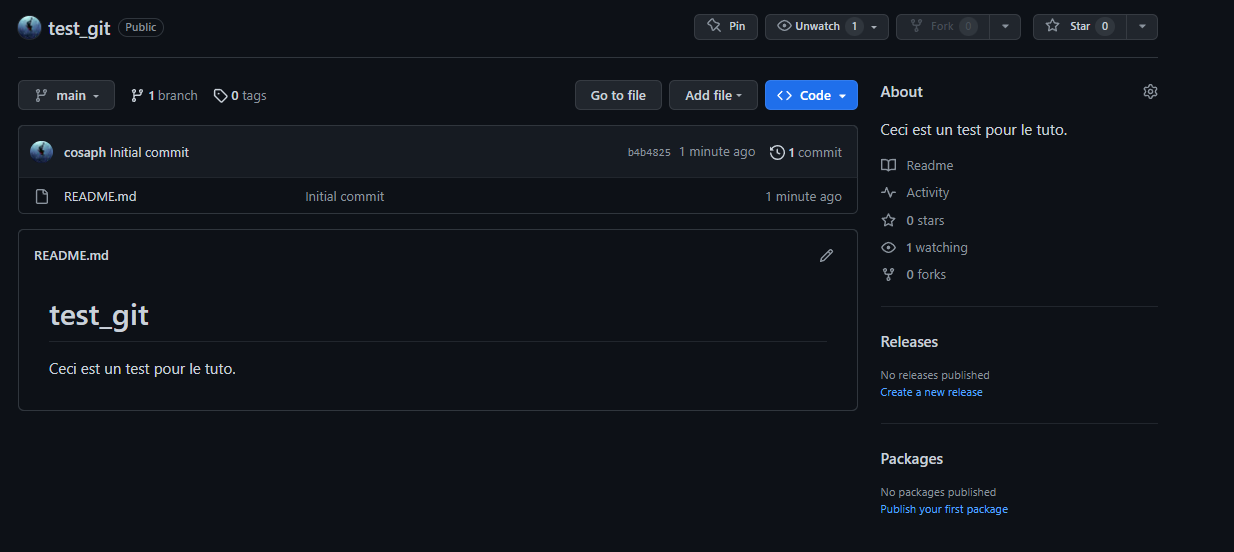 test_git Public Pin Unwatch 1 Fork 0 Star 0
main 1 branch 0 tags Go to file Add file Code
cosaph Initial commit b4b4825 1 minute ago 1 commit
README.md Initial commit 1 minute ago
README.md
test_git
Ceci est un test pour le tuto.
About
Ceci est un test pour le tuto.
Readme
Activity
0 stars
1 watching
0 forks
Releases
No releases published
Create a new release
Packages
No packages published
Publish your first package